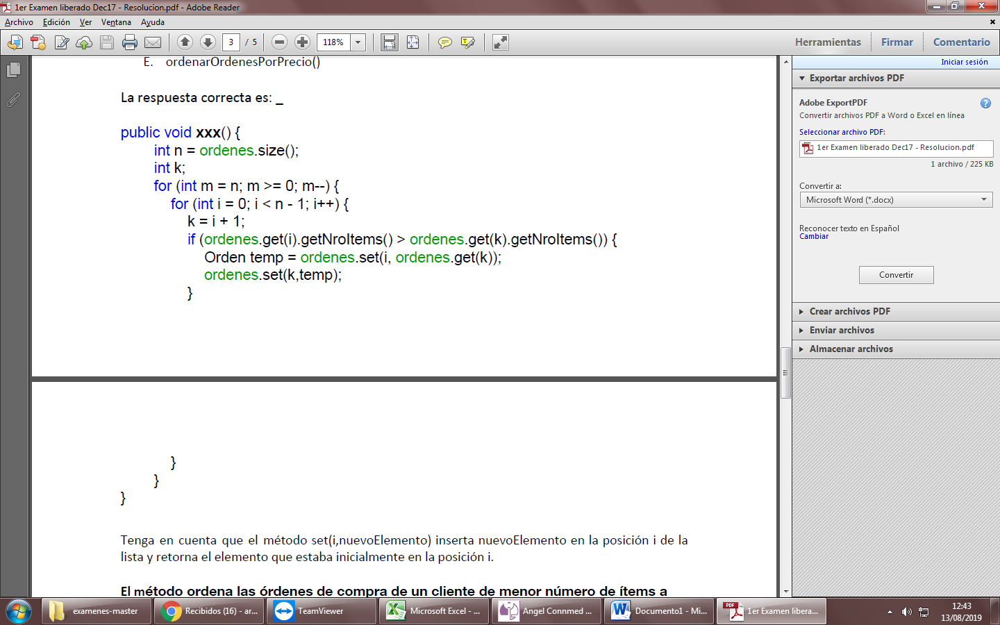 1er Examen liberado Dec17 - Resolucion.pdf - Adobe Reader
Archivo Edición Ver Ventana Ayuda
3 / 5 118% Herramientas Firmar Comentario
Iniciar sesión
Exportar archivos PDF
Adobe ExportPDF
Convertir archivos PDF a Word o Excel en línea
Seleccionar archivo PDF:
1er Examen liberado Dec17 - Resolucion.pdf
1 archivo / 225 KB
Convertir a:
Microsoft Word (*.docx)
Reconocer texto en Español
Cambiar
Convertir
Crear archivos PDF
Enviar archivos
Almacenar archivos
E. ordenarOrdenesPorPrecio()
La respuesta correcta es: _
public void xxx() {
int n = ordenes.size();
int k;
for (int m = n; m >= 0; m--) {
for (int i = 0; i < n - 1; i++) {
k = i + 1;
if (ordenes.get(i).getNroItems() > ordenes.get(k).getNroItems()) {
Orden temp = ordenes.set(i, ordenes.get(k));
ordenes.set(k,temp);
}
}
}
}
Tenga en cuenta que el método set(i,nuevoElemento) inserta nuevoElemento en la posición i de la
lista y retorna el elemento que estaba inicialmente en la posición i.
El método ordena las órdenes de compra de un cliente de menor número de ítems a
examenes-master
Recibidos (16) - ar...
TeamViewer
Microsoft Excel - ...
Angel Connmed ...
Documento1 - Mi...
PDF
1er Examen libera...
12:43
13/08/2019